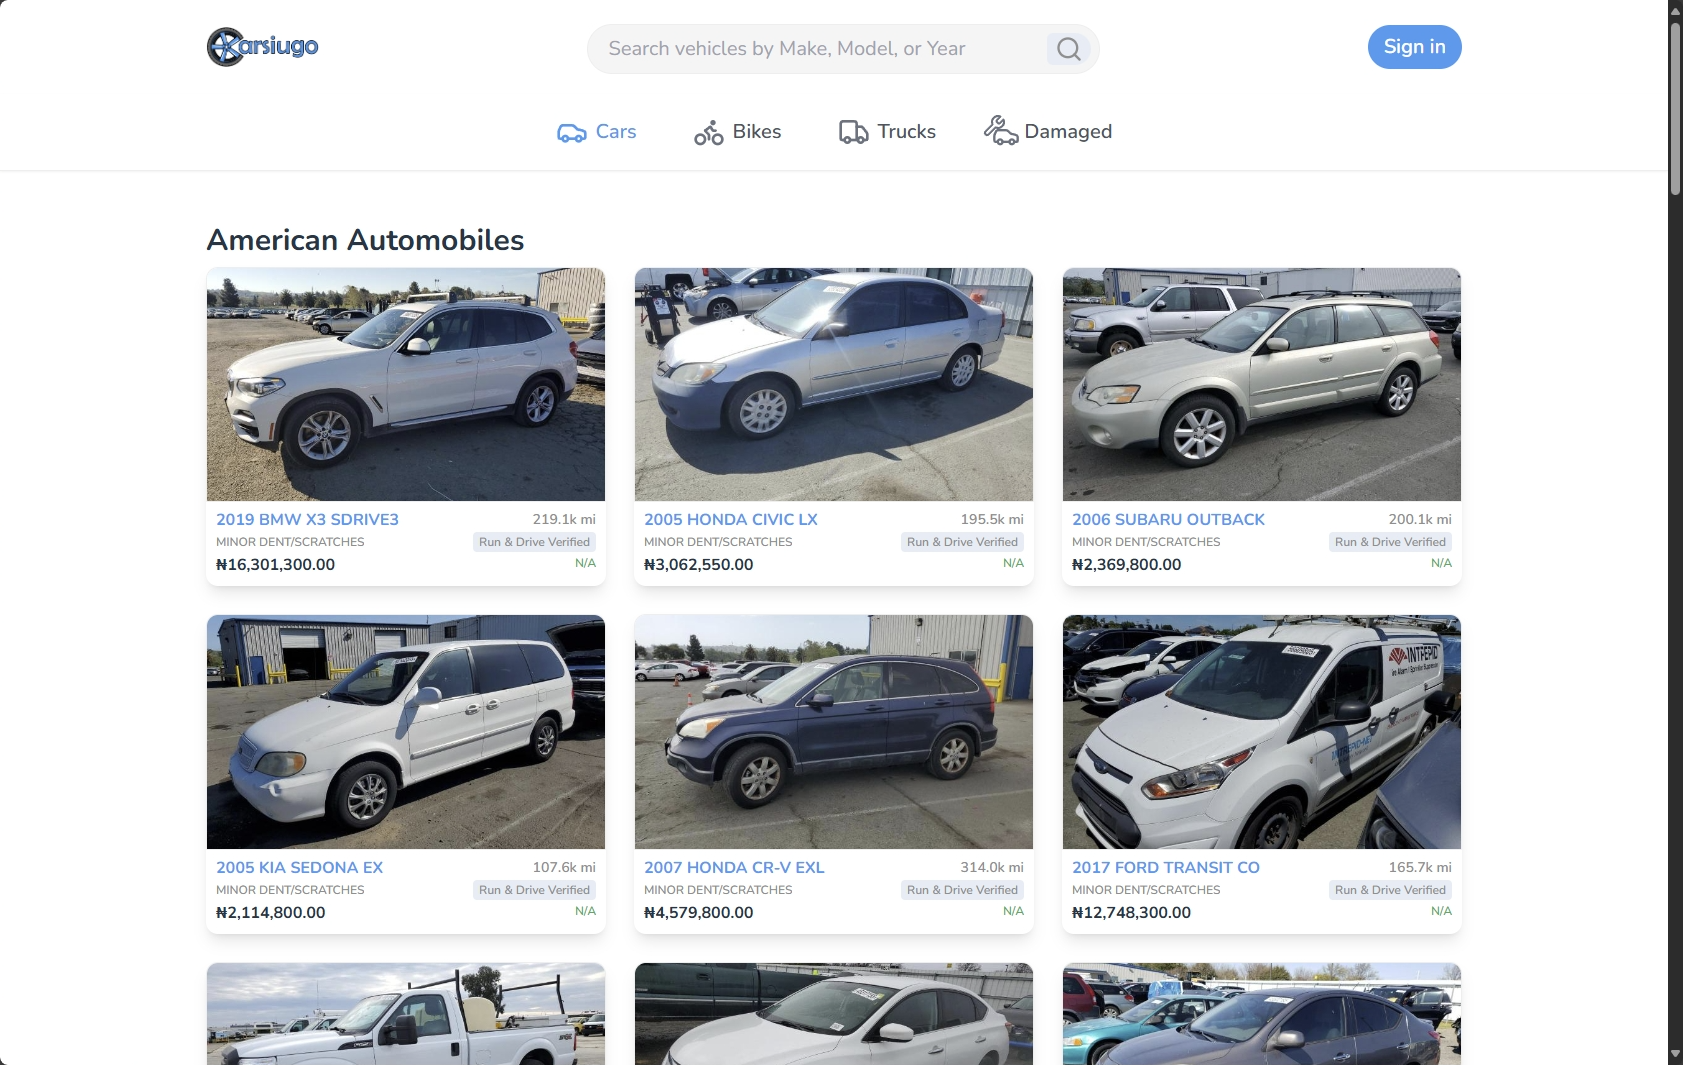 Karsiugo
Search vehicles by Make, Model, or Year
Sign in
Cars
Bikes
Trucks
Damaged
American Automobiles
2019 BMW X3 SDRIVE3
219.1k mi
MINOR DENT/SCRATCHES
Run & Drive Verified
₦16,301,300.00
N/A
2005 HONDA CIVIC LX
195.5k mi
MINOR DENT/SCRATCHES
Run & Drive Verified
₦3,062,550.00
N/A
2006 SUBARU OUTBACK
200.1k mi
MINOR DENT/SCRATCHES
Run & Drive Verified
₦2,369,800.00
N/A
INTREPID
2005 KIA SEDONA EX
107.6k mi
MINOR DENT/SCRATCHES
Run & Drive Verified
₦2,114,800.00
N/A
2007 HONDA CR-V EXL
314.0k mi
MINOR DENT/SCRATCHES
Run & Drive Verified
₦4,579,800.00
N/A
2017 FORD TRANSIT CO
165.7k mi
MINOR DENT/SCRATCHES
Run & Drive Verified
₦12,748,300.00
N/A